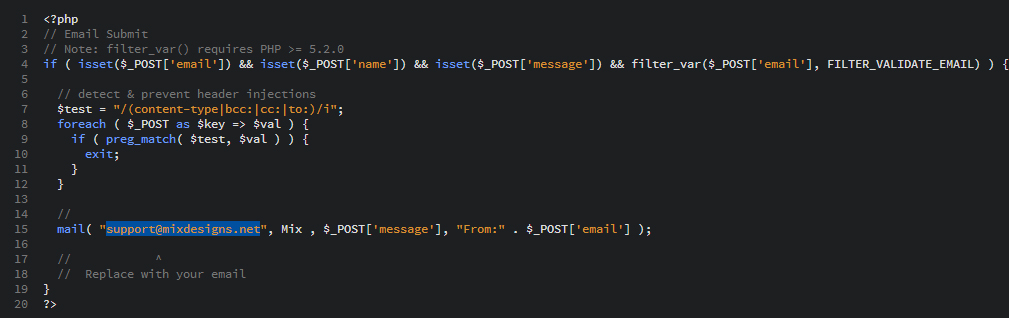 1 <?php
2 // Email Submit
3 // Note: filter_var() requires PHP >= 5.2.0
4 if ( isset($_POST['email']) && isset($_POST['name']) && isset($_POST['message']) && filter_var($_POST['email'], FILTER_VALIDATE_EMAIL) ) {
5
6 // detect & prevent header injections
7 $test = "/(content-type|bcc:|cc:|to:)/i";
8 foreach ( $_POST as $key => $val ) {
9 if ( preg_match( $test, $val ) ) {
10 exit;
11 }
12 }
13
14 //
15 mail( "support@mixdesigns.net", Mix , $_POST['message'], "From:" . $_POST['email'] );
16
17 // ^
18 // Replace with your email
19 }
20 ?>